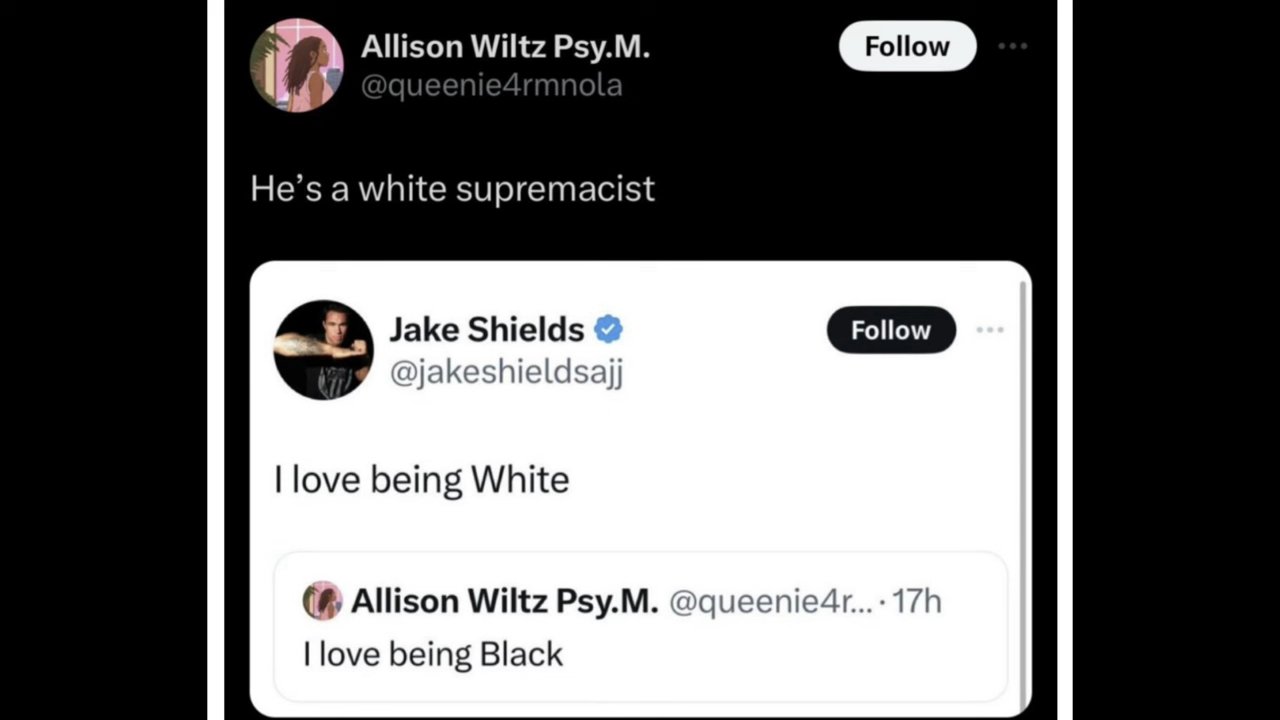 Allison Wiltz Psy.M.
Follow
@queenie4rmnola
He’s a white supremacist
Jake Shields
Follow
@jakeshieldsajj
I love being White
Allison Wiltz Psy.M. @queenie4r... · 17h
I love being Black